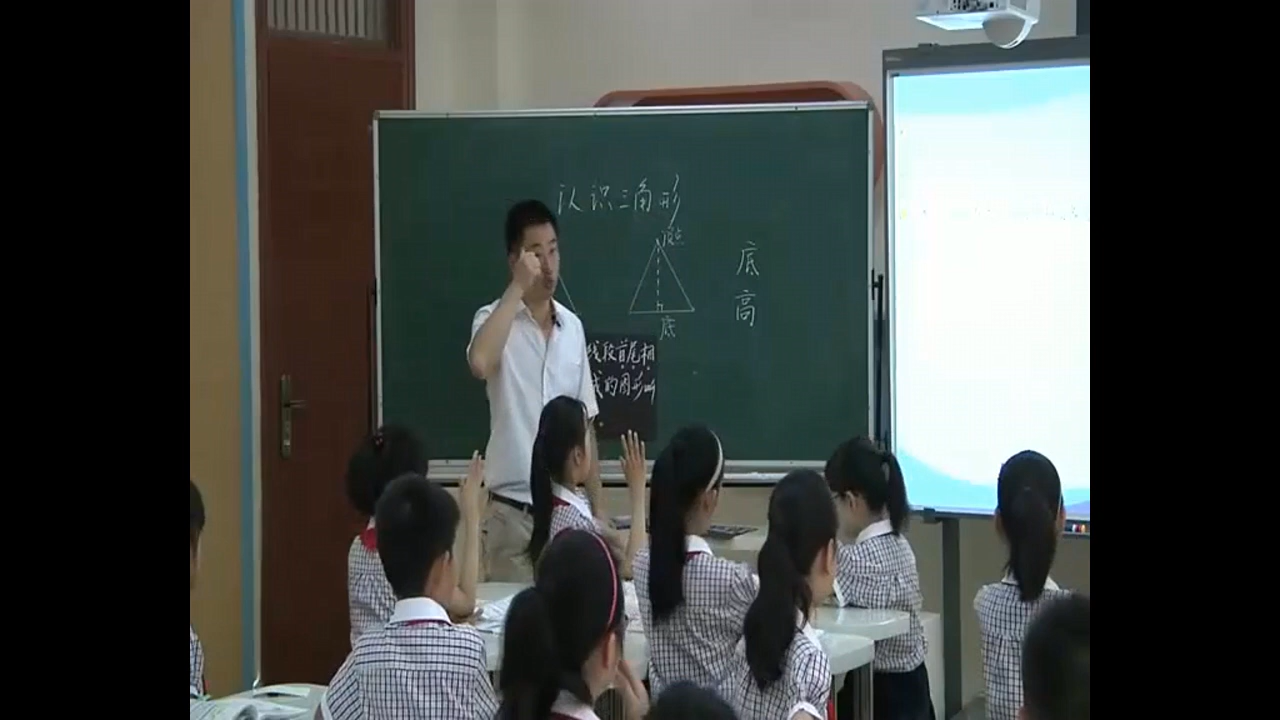 认识三角形
顶点
底
高
底
线段首尾相
成的图形叫